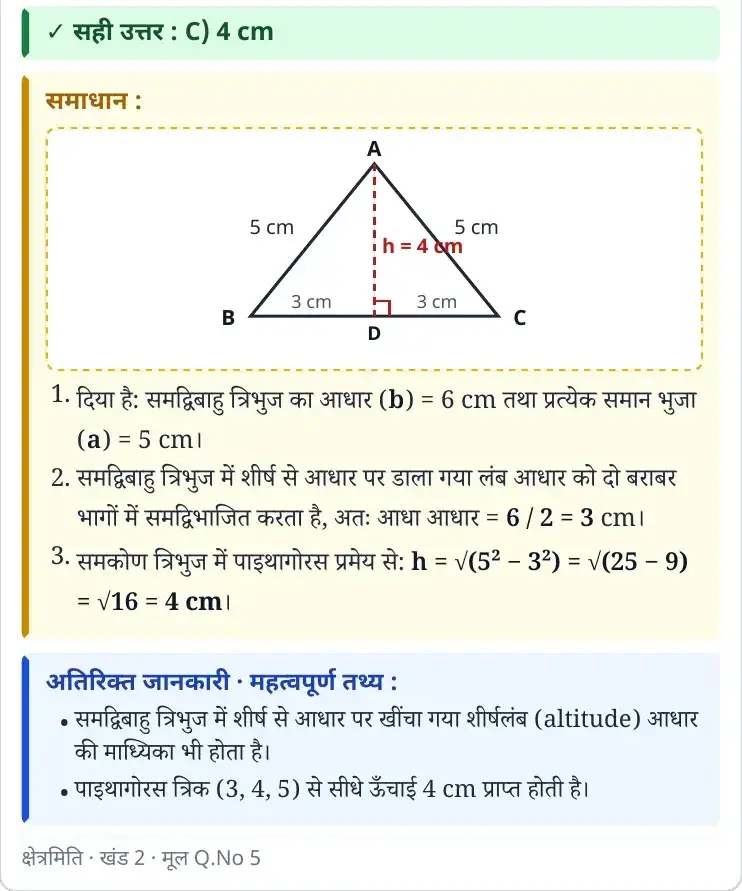 ✓ सही उत्तर : C) 4 cm
समाधान :
A
5 cm
5 cm
h = 4 cm
3 cm
3 cm
B
C
D
1. दिया है: समद्विबाहु त्रिभुज का आधार (b) = 6 cm तथा प्रत्येक समान भुजा
(a) = 5 cm।
2. समद्विबाहु त्रिभुज में शीर्ष से आधार पर डाला गया लंब आधार को दो बराबर
भागों में समद्विभाजित करता है, अतः आधा आधार = 6 / 2 = 3 cm।
3. समकोण त्रिभुज में पाइथागोरस प्रमेय से: h = √(5² − 3²) = √(25 − 9)
= √16 = 4 cm।
अतिरिक्त जानकारी · महत्वपूर्ण तथ्य :
• समद्विबाहु त्रिभुज में शीर्ष से आधार पर खींचा गया शीर्षलंब (altitude) आधार
की माध्यिका भी होता है।
• पाइथागोरस त्रिक (3, 4, 5) से सीधे ऊँचाई 4 cm प्राप्त होती है।
क्षेत्रमिति · खंड 2 · मूल Q.No 5